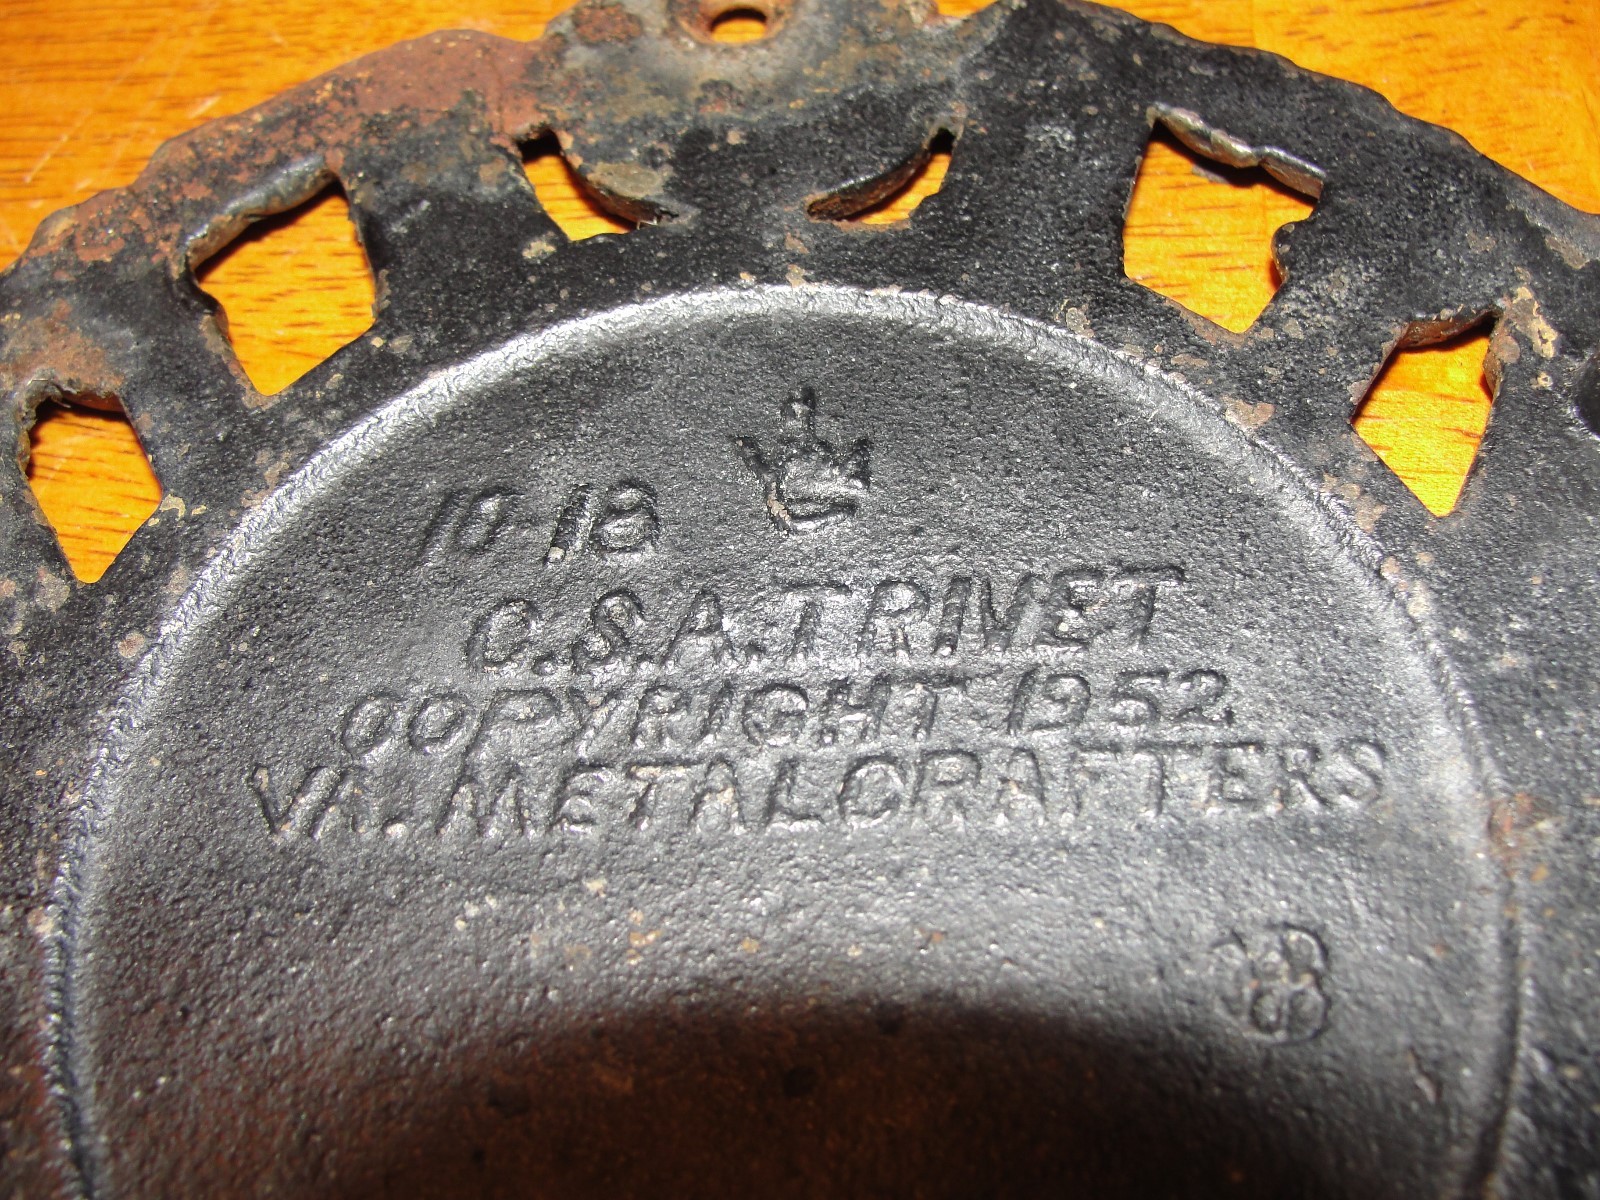 10-18
C.S.A. TRIVET
COPYRIGHT 1952
VA. METALCRAFTERS